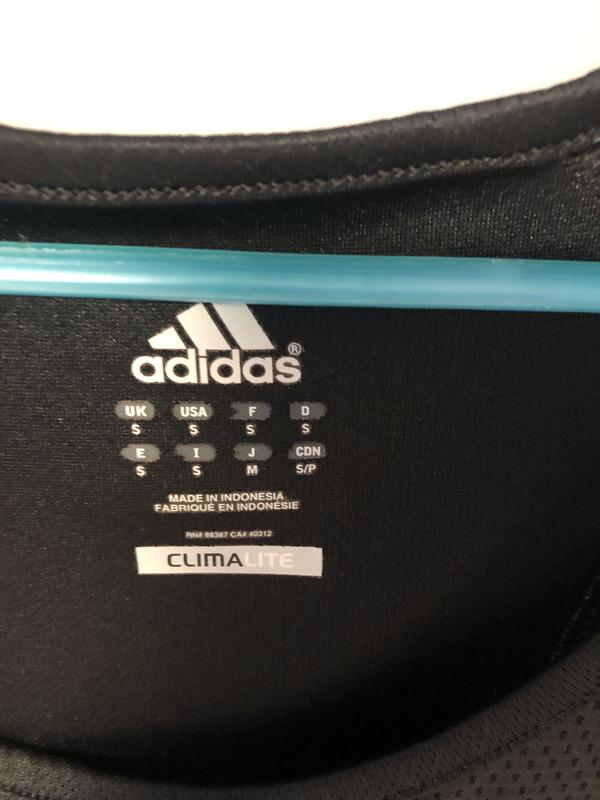 adidas®
UK USA F D
S S S S
E I J CDN
S S M S/P
MADE IN INDONESIA
FABRIQUÉ EN INDONÉSIE
RN# 88387 CA# 40312
CLIMALITE